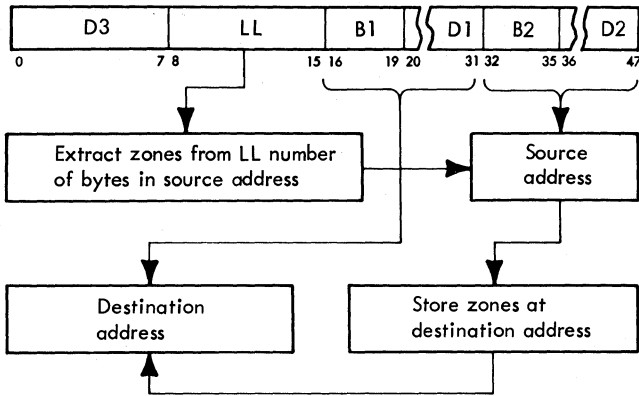 D3 LL B1 D1 B2 D2
0 7 8 15 16 19 20 31 32 35 36 47
Extract zones from LL number
of bytes in source address
Source
address
Destination
address
Store zones at
destination address